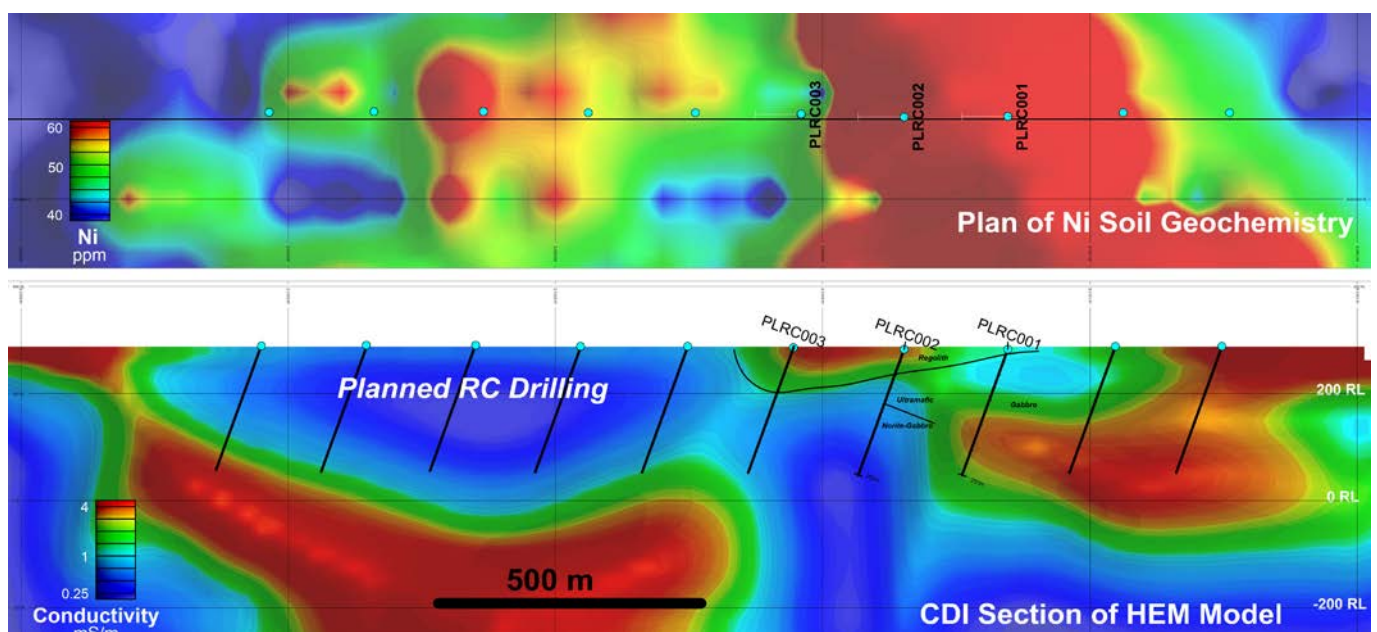 PLRC003
PLRC002
PLRC001
60
50
40
Ni
ppm
Plan of Ni Soil Geochemistry
PLRC003
PLRC002
PLRC001
Regolith
Planned RC Drilling
200 RL
Ultramafic
Gabbro
Norite-Gabbro
0 RL
4
1
0.25
500 m
-200 RL
Conductivity
mS/m
CDI Section of HEM Model